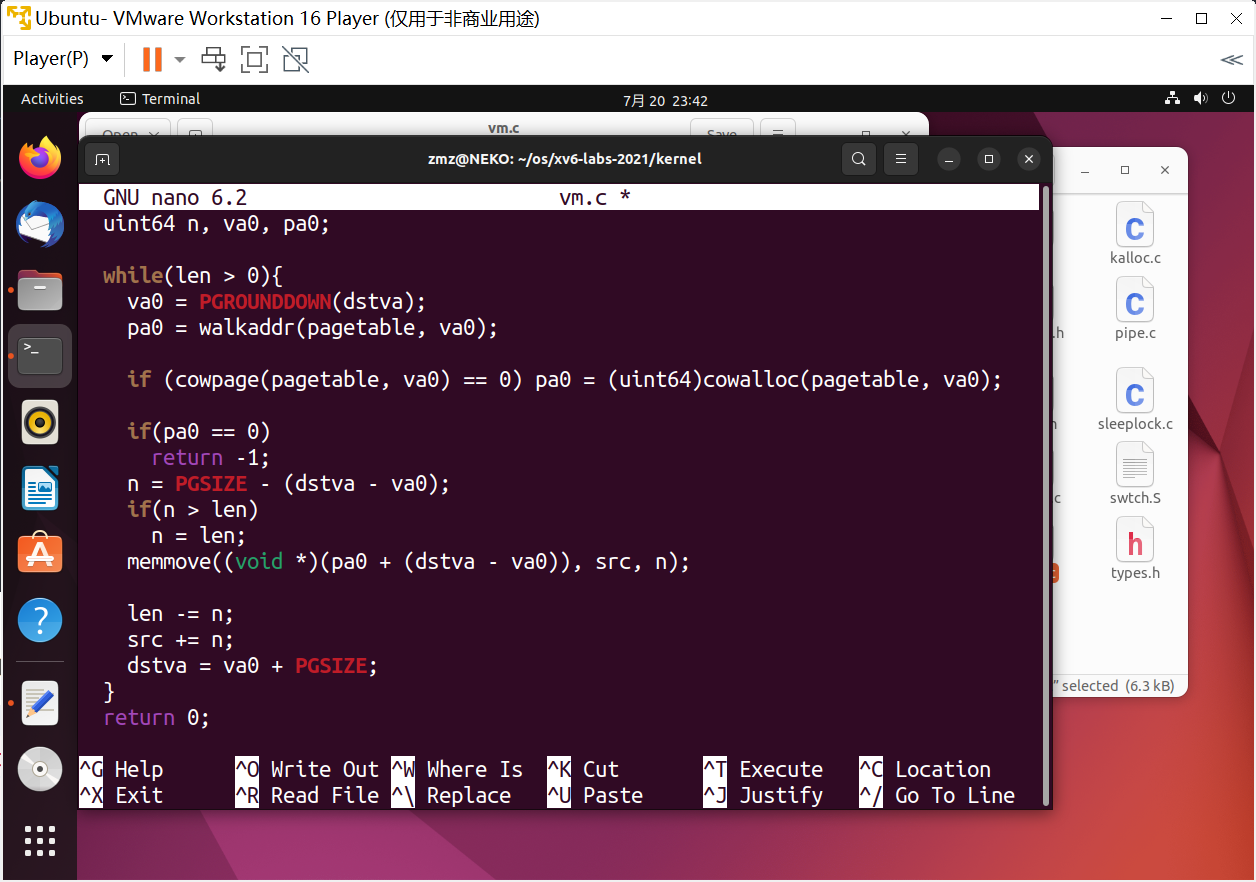 Ubuntu- VMware Workstation 16 Player (仅用于非商业用途)
Player(P)
Activities
Terminal
7月 20 23:42
Open
vm.c
Save
zmz@NEKO: ~/os/xv6-labs-2021/kernel
GNU nano 6.2
vm.c *
uint64 n, va0, pa0;
while(len > 0){
va0 = PGROUNDDOWN(dstva);
pa0 = walkaddr(pagetable, va0);
if (cowpage(pagetable, va0) == 0) pa0 = (uint64)cowalloc(pagetable, va0);
if(pa0 == 0)
return -1;
n = PGSIZE - (dstva - va0);
if(n > len)
n = len;
memmove((void *)(pa0 + (dstva - va0)), src, n);
len -= n;
src += n;
dstva = va0 + PGSIZE;
}
return 0;
^G Help ^O Write Out ^W Where Is ^K Cut ^T Execute ^C Location
^X Exit ^R Read File ^\ Replace ^U Paste ^J Justify ^/ Go To Line
kalloc.c
.h
pipe.c
sleeplock.c
swtch.S
types.h
" selected (6.3 kB)